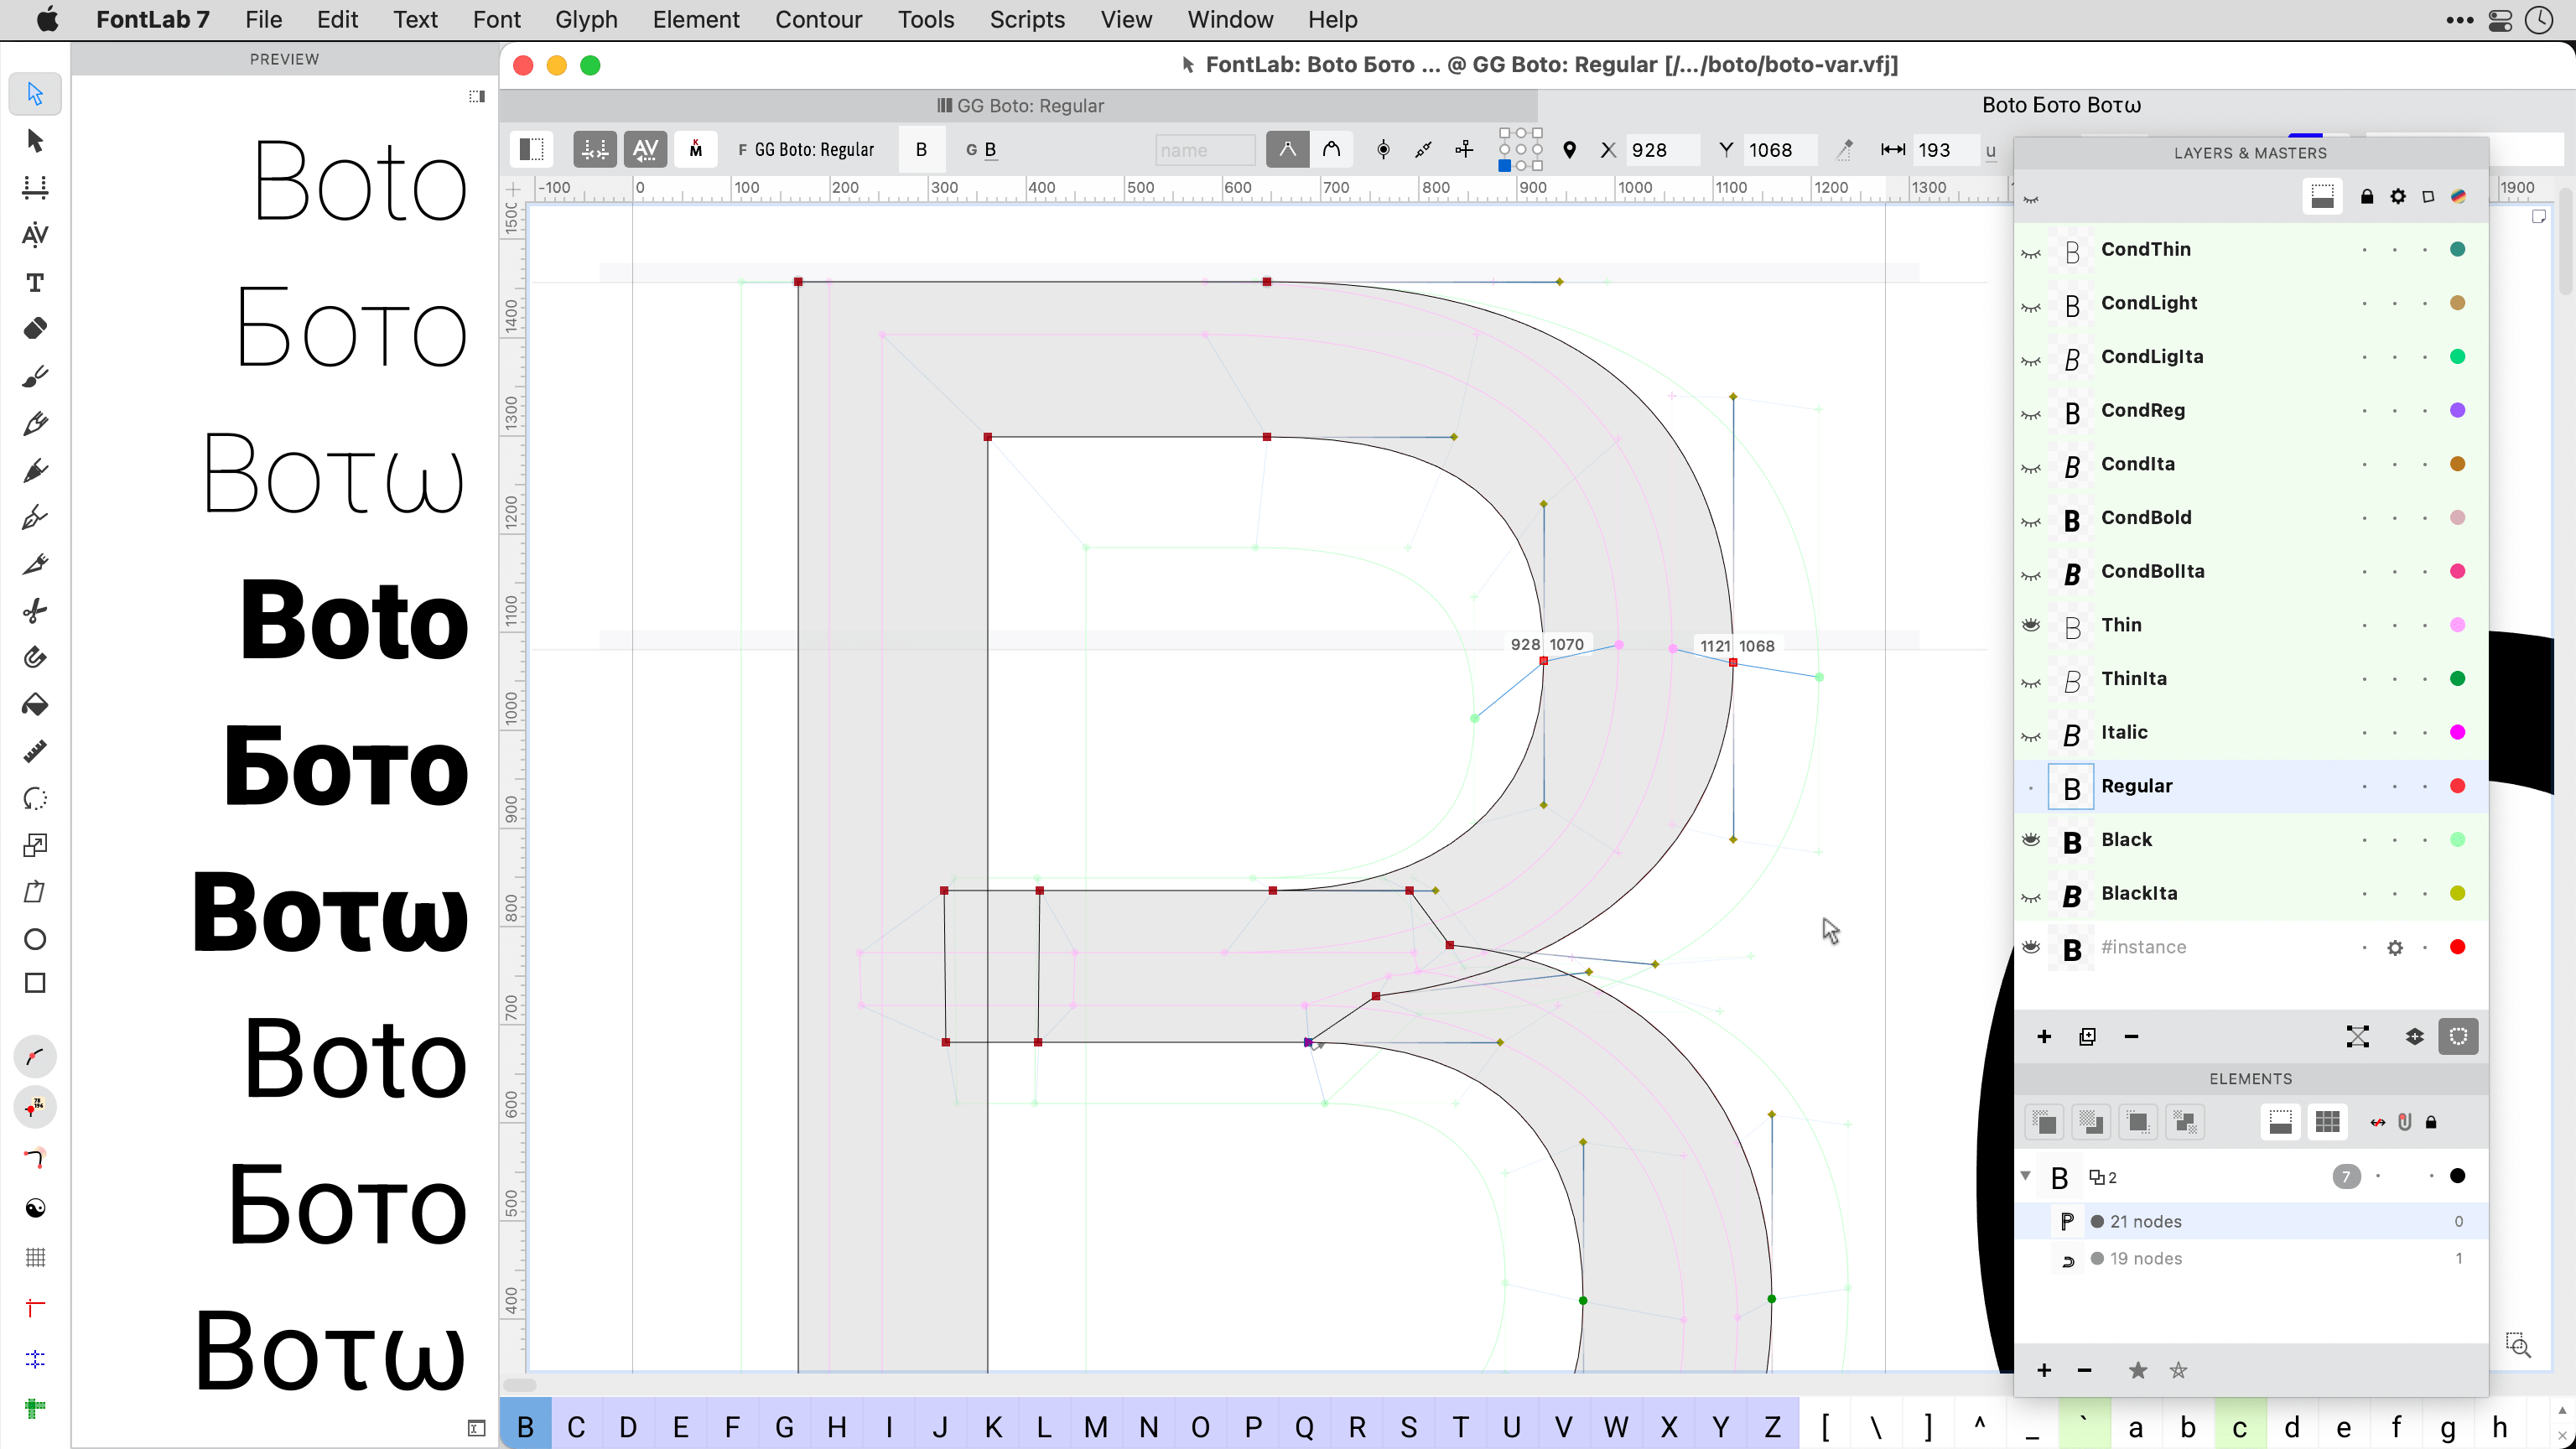 FontLab 7 File Edit Text Font Glyph Element Contour Tools Scripts View Window Help
PREVIEW
Boto
Бото
Βοτω
Boto
Бото
Βοτω
Boto
Бото
Βοτω
FontLab: Boto Бото ... @ GG Boto: Regular [/.../boto/boto-var.vfj]
GG Boto: Regular
Boto Бото Βοτω
F GG Boto: Regular B G B name X 928 Y 1068 193 u
-100 0 100 200 300 400 500 600 700 800 900 1000 1100 1200 1300 1900
1400
1300
1200
1100
1000
900
800
700
600
500
400
928 1070
1121 1068
LAYERS & MASTERS
B CondThin
B CondLight
B CondLigIta
B CondReg
B CondIta
B CondBold
B CondBolIta
B Thin
B ThinIta
B Italic
B Regular
B Black
B BlackIta
B #instance
ELEMENTS
B 2 7
21 nodes 0
19 nodes 1
B C D E F G H I J K L M N O P Q R S T U V W X Y Z [ \ ] ^ _ ` a b c d e f g h